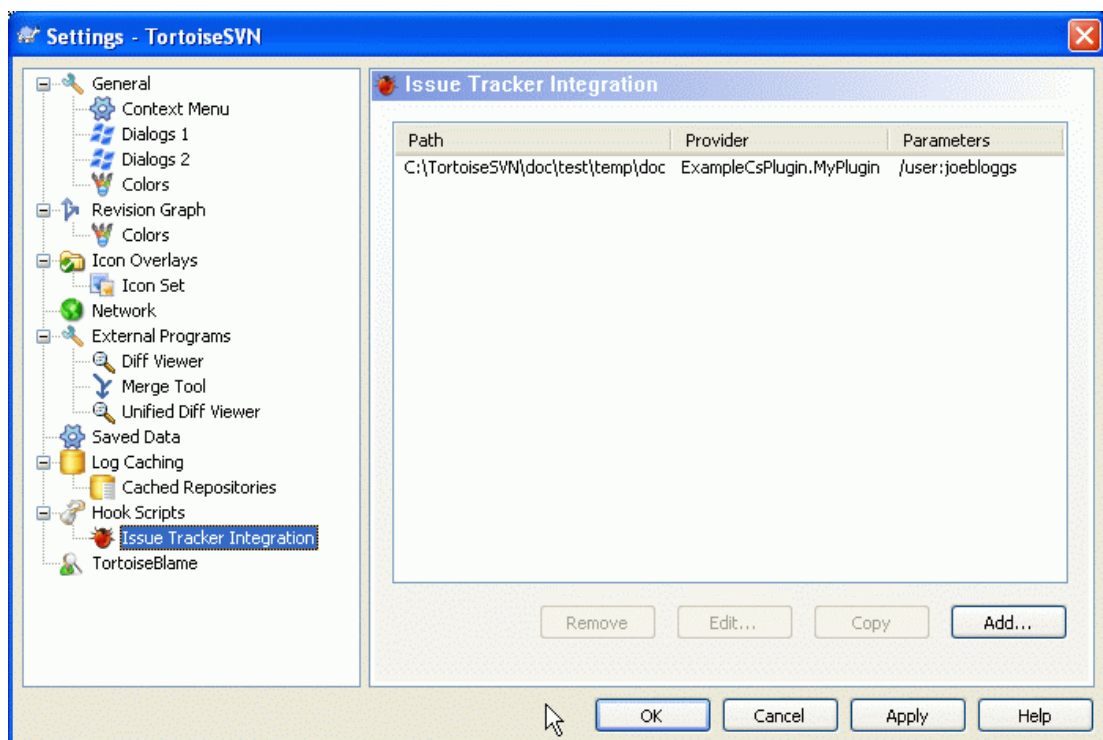 Settings - TortoiseSVN
General
Context Menu
Dialogs 1
Dialogs 2
Colors
Revision Graph
Colors
Icon Overlays
Icon Set
Network
External Programs
Diff Viewer
Merge Tool
Unified Diff Viewer
Saved Data
Log Caching
Cached Repositories
Hook Scripts
Issue Tracker Integration
TortoiseBlame
Issue Tracker Integration
Path Provider Parameters
C:\TortoiseSVN\doc\test\temp\doc ExampleCsPlugin.MyPlugin /user:joebloggs
Remove Edit... Copy Add...
OK Cancel Apply Help